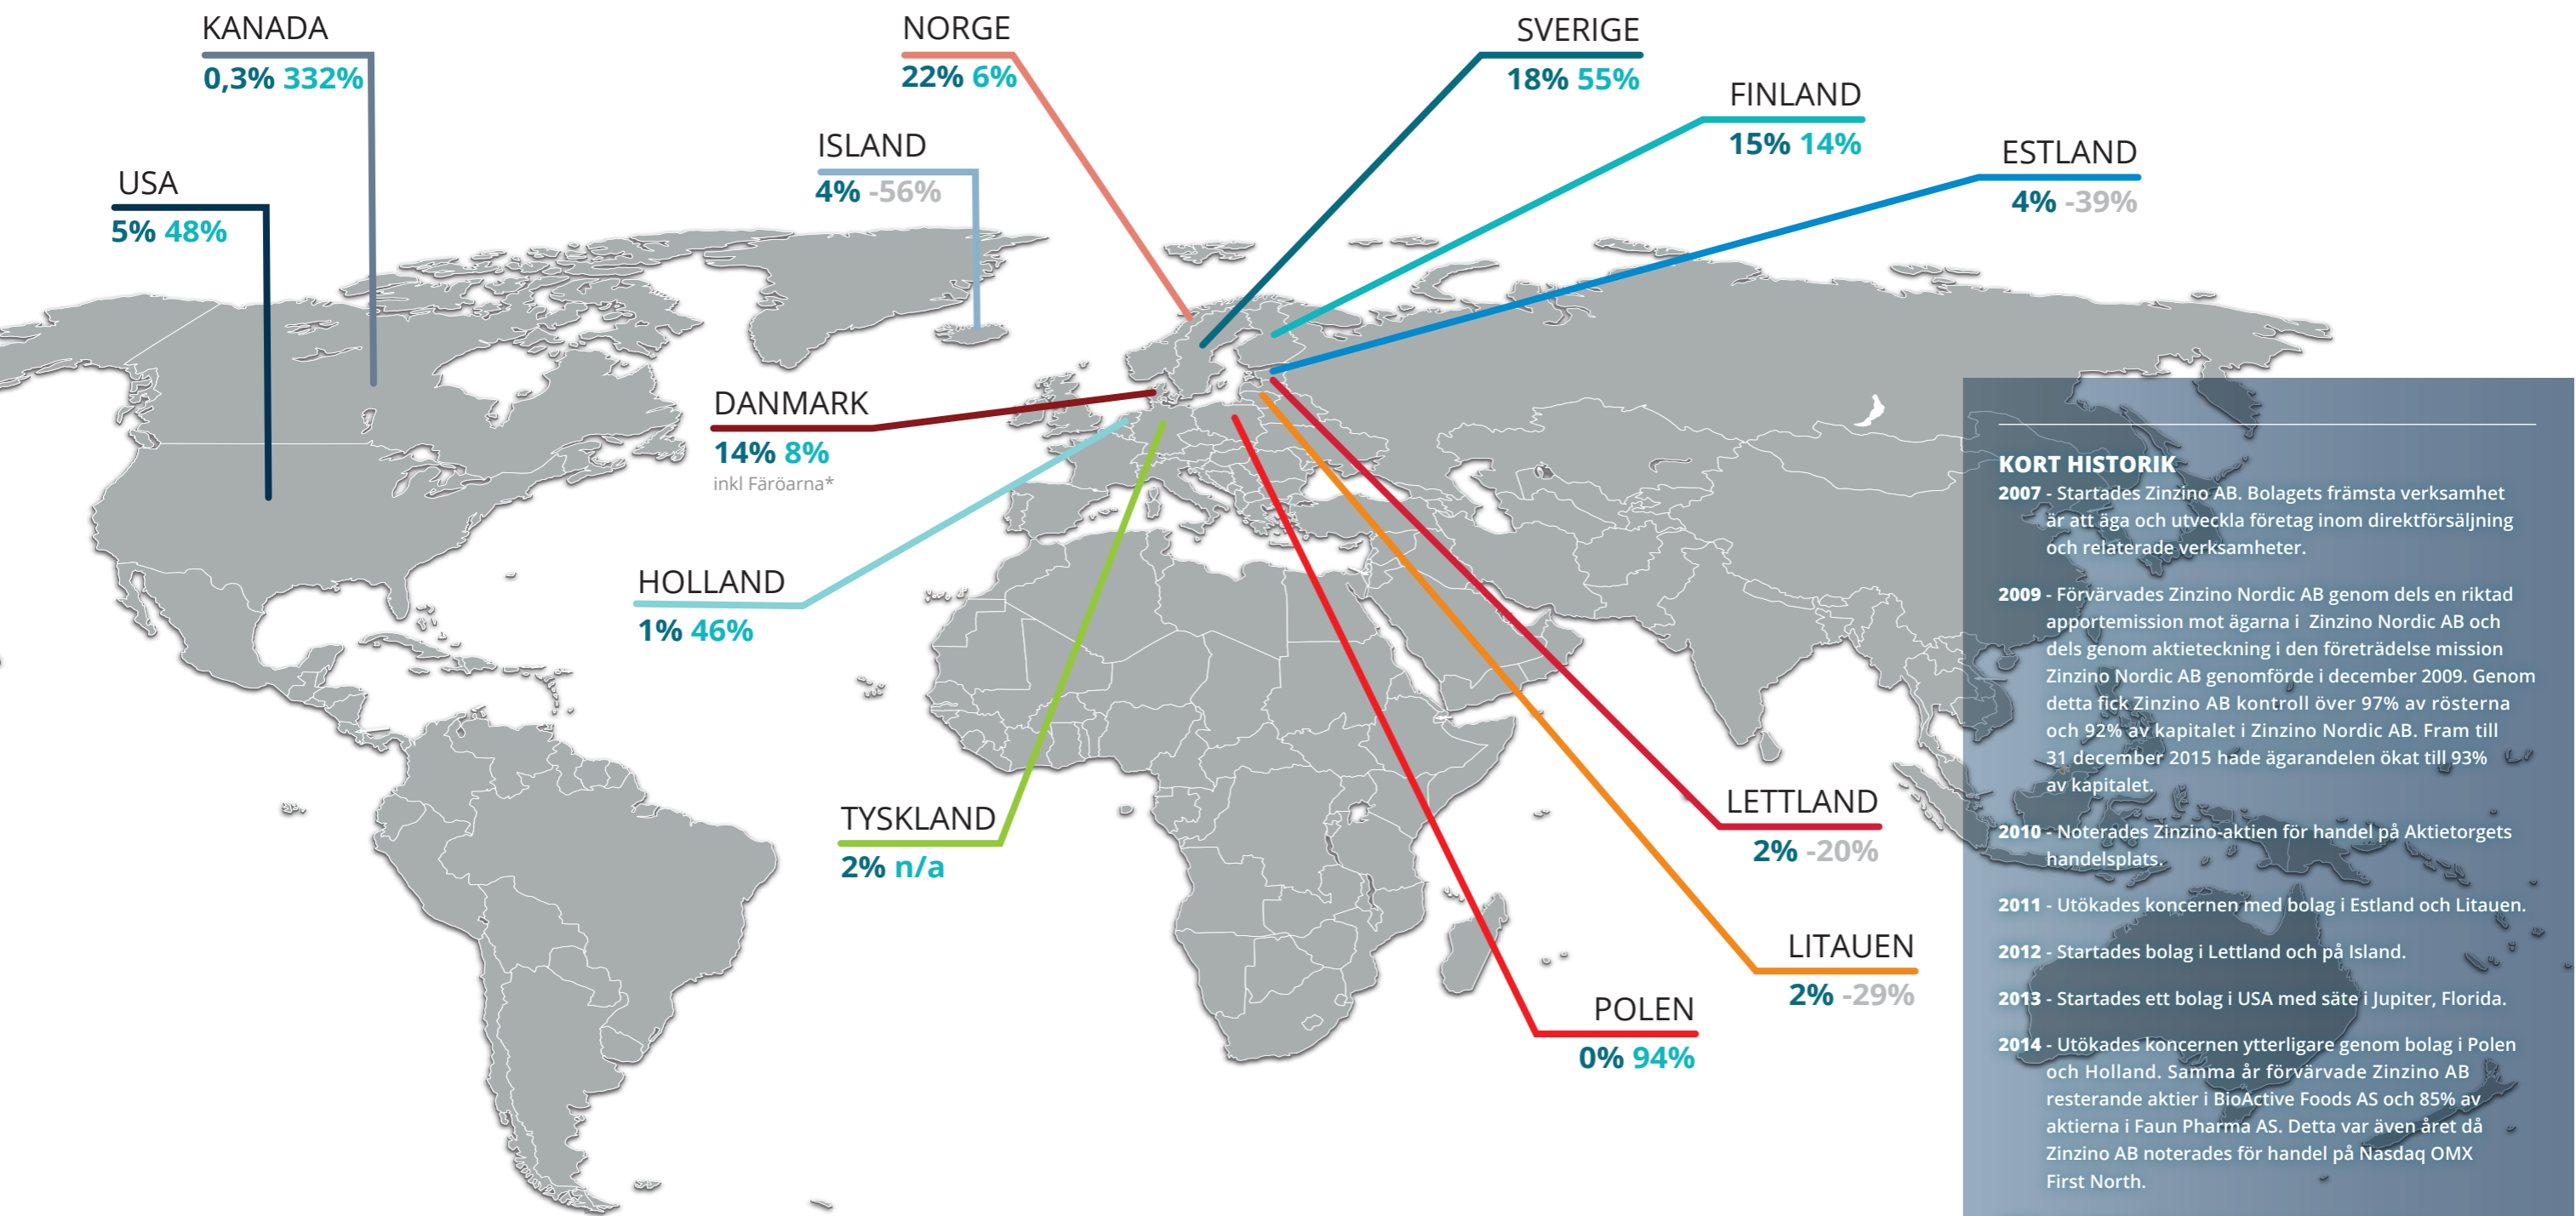 KANADA
0,3% 332%
NORGE
22% 6%
SVERIGE
18% 55%
FINLAND
15% 14%
ISLAND
4% -56%
ESTLAND
4% -39%
USA
5% 48%
DANMARK
14% 8%
inkl Färöarna*
HOLLAND
1% 46%
TYSKLAND
2% n/a
LETTLAND
2% -20%
LITAUEN
2% -29%
POLEN
0% 94%
KORT HISTORIK
2007 - Startades Zinzino AB. Bolagets främsta verksamhet
är att äga och utveckla företag inom direktförsäljning
och relaterade verksamheter.
2009 - Förvärvades Zinzino Nordic AB genom dels en riktad
apportemission mot ägarna i Zinzino Nordic AB och
dels genom aktieteckning i den företrädelse mission
Zinzino Nordic AB genomförde i december 2009. Genom
detta fick Zinzino AB kontroll över 97% av rösterna
och 92% av kapitalet i Zinzino Nordic AB. Fram till
31 december 2015 hade ägarandelen ökat till 93%
av kapitalet.
2010 - Noterades Zinzino-aktien för handel på Aktietorgets
handelsplats.
2011 - Utökades koncernen med bolag i Estland och Litauen.
2012 - Startades bolag i Lettland och på Island.
2013 - Startades ett bolag i USA med säte i Jupiter, Florida.
2014 - Utökades koncernen ytterligare genom bolag i Polen
och Holland. Samma år förvärvade Zinzino AB
resterande aktier i BioActive Foods AS och 85% av
aktierna i Faun Pharma AS. Detta var även året då
Zinzino AB noterades för handel på Nasdaq OMX
First North.